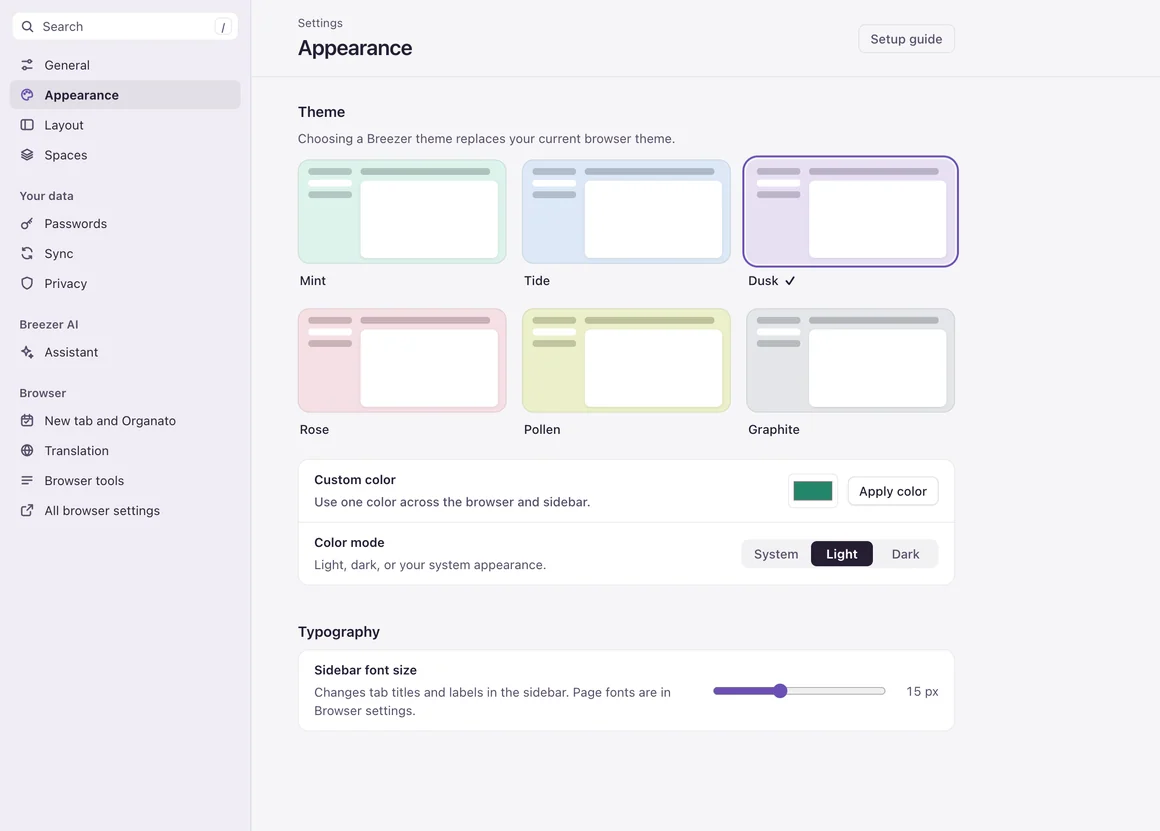 Search
/
General
Appearance
Layout
Spaces
Your data
Passwords
Sync
Privacy
Breezer AI
Assistant
Browser
New tab and Organato
Translation
Browser tools
All browser settings
Settings
Appearance
Setup guide
Theme
Choosing a Breezer theme replaces your current browser theme.
Mint
Tide
Dusk
Rose
Pollen
Graphite
Custom color
Use one color across the browser and sidebar.
Apply color
Color mode
Light, dark, or your system appearance.
System
Light
Dark
Typography
Sidebar font size
Changes tab titles and labels in the sidebar. Page fonts are in
Browser settings.
15 px